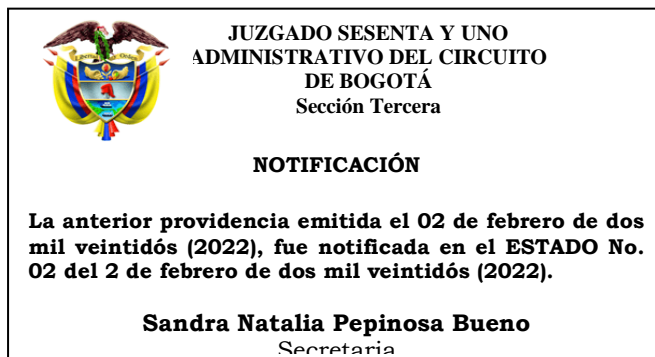 JUZGADO SESENTA Y UNO
ADMINISTRATIVO DEL CIRCUITO
DE BOGOTÁ
Sección Tercera
NOTIFICACIÓN
La anterior providencia emitida el 02 de febrero de dos
mil veintidós (2022), fue notificada en el ESTADO No.
02 del 2 de febrero de dos mil veintidós (2022).
Sandra Natalia Pepinosa Bueno
Secretaria